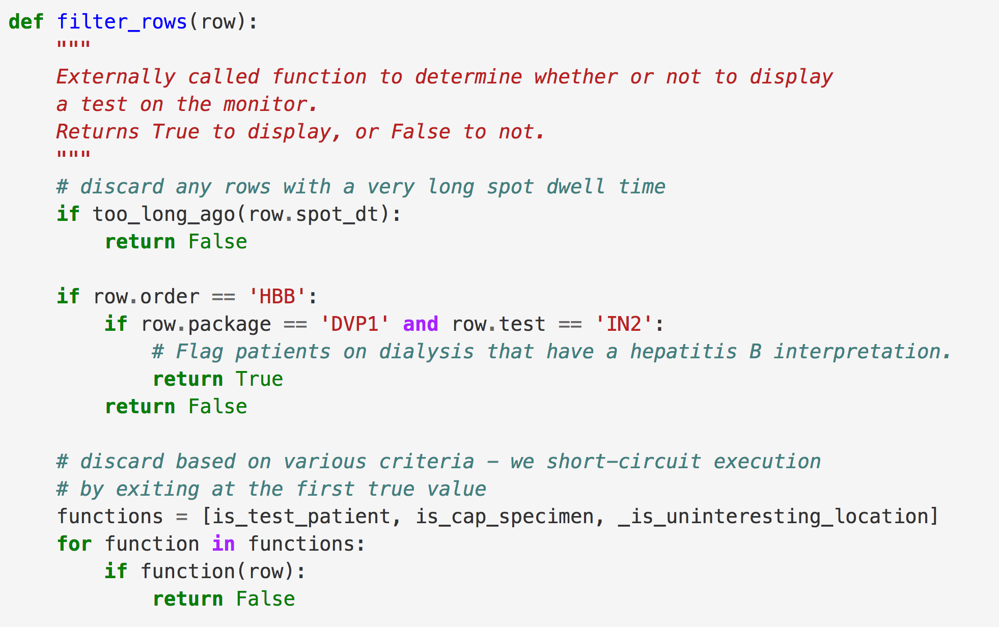 def filter_rows(row):
    """
    Externally called function to determine whether or not to display
    a test on the monitor.
    Returns True to display, or False to not.
    """
    # discard any rows with a very long spot dwell time
    if too_long_ago(row.spot_dt):
        return False

    if row.order == 'HBB':
        if row.package == 'DVP1' and row.test == 'IN2':
            # Flag patients on dialysis that have a hepatitis B interpretation.
            return True
        return False

    # discard based on various criteria – we short–circuit execution
    # by exiting at the first true value
    functions = [is_test_patient, is_cap_specimen, _is_uninteresting_location]
    for function in functions:
        if function(row):
            return False